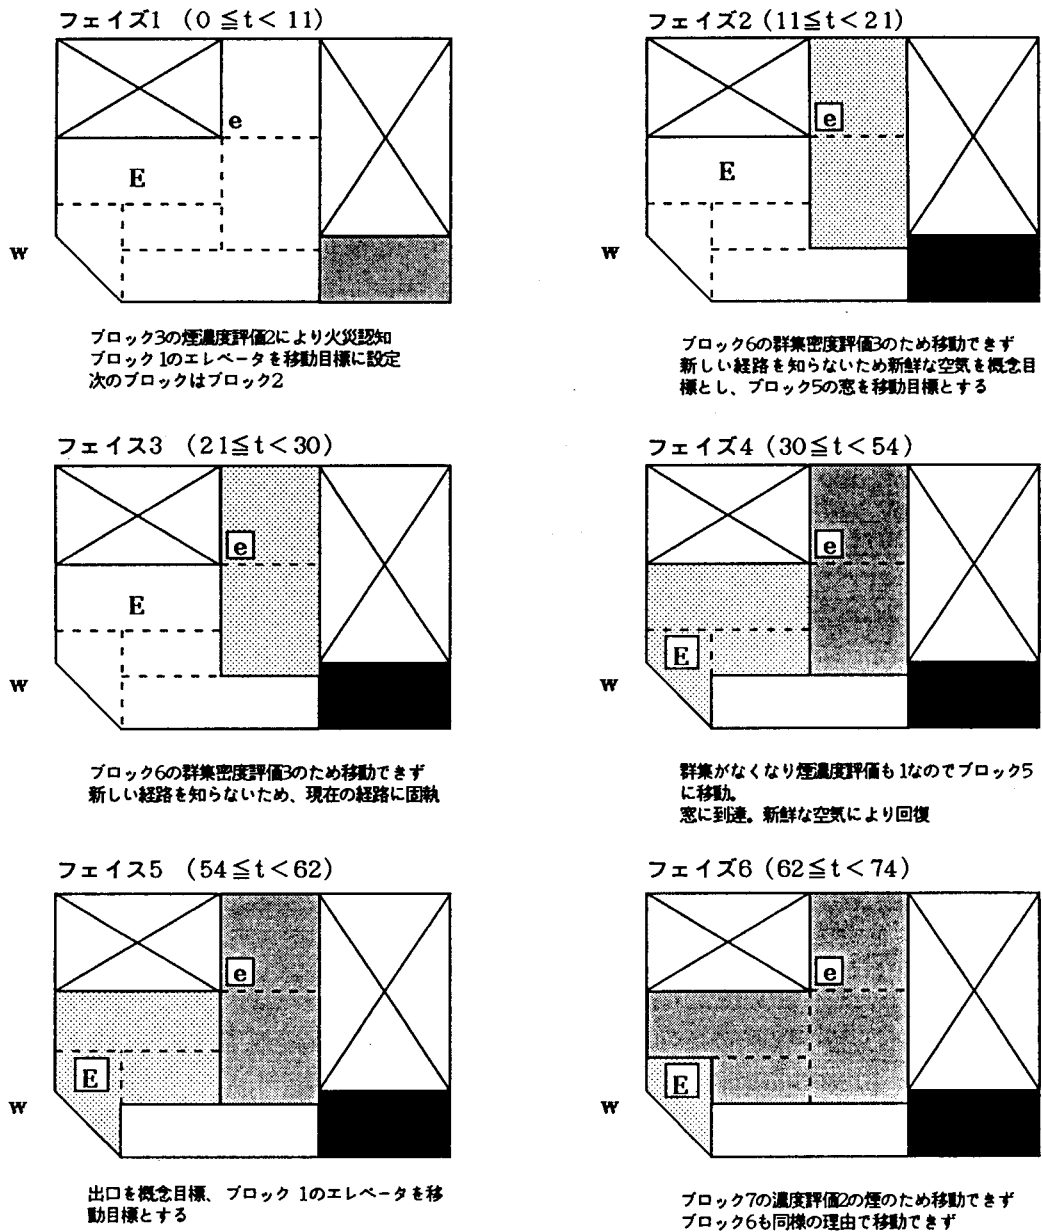 フェイズ1 (0≦t<11)
e
E
w
ブロック3の煙濃度評価2により火災認知
ブロック1のエレベータを移動目標に設定
次のブロックはブロック2
フェイズ2 (11≦t<21)
e
E
ブロック6の群集密度評価3のため移動できず
新しい経路を知らないため新鮮な空気を概念目
標とし、ブロック5の窓を移動目標とする
フェイス3 (21≦t<30)
e
E
w
ブロック6の群集密度評価3のため移動できず
新しい経路を知らないため、現在の経路に固執
フェイズ4 (30≦t<54)
e
E
w
群集がなくなり煙濃度評価も1なのでブロック5
に移動。
窓に到達。新鮮な空気により回復
フェイス5 (54≦t<62)
e
E
w
出口を概念目標、ブロック 1のエレベータを移
動目標とする
フェイズ6 (62≦t<74)
e
E
w
ブロック7の濃度評価2の煙のため移動できず
ブロック6も同様の理由で移動できず